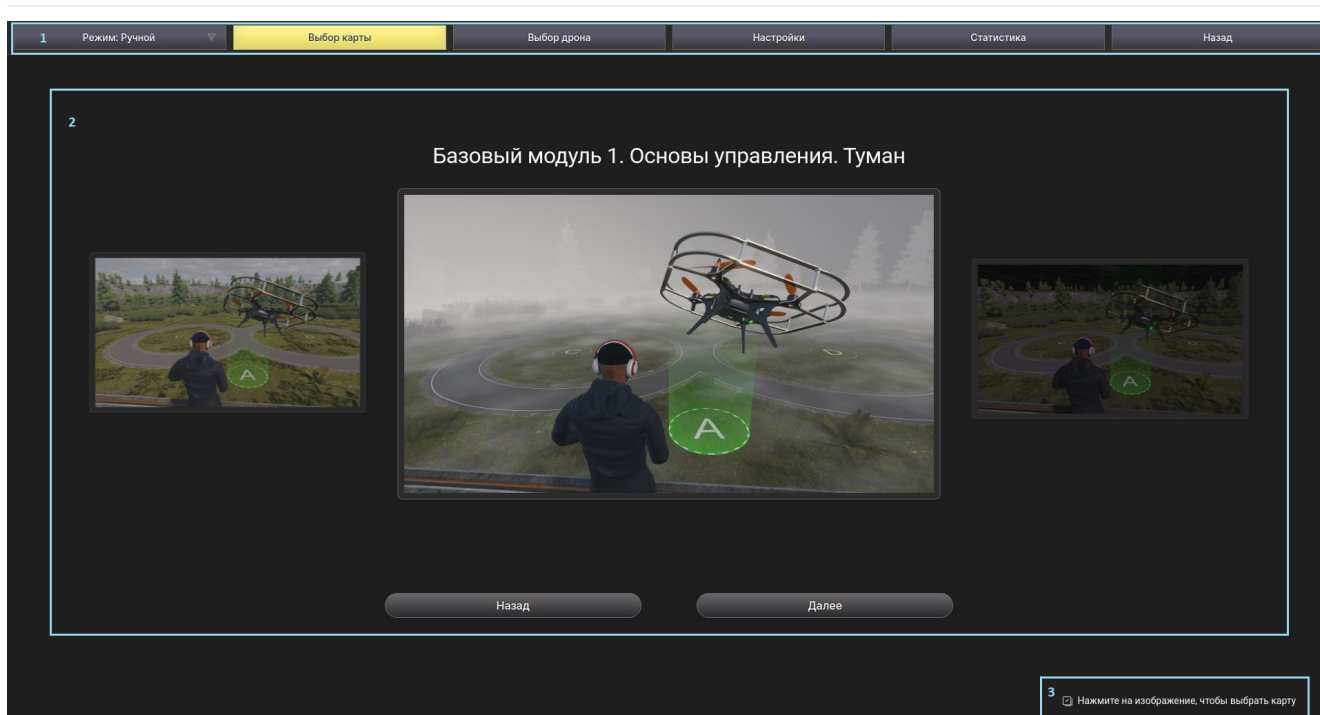 1 Режим: Ручной Выбор карты Выбор дрона Настройки Статистика Назад
2
Базовый модуль 1. Основы управления. Туман
A
A
A
Назад Далее
3
Нажмите на изображение, чтобы выбрать карту